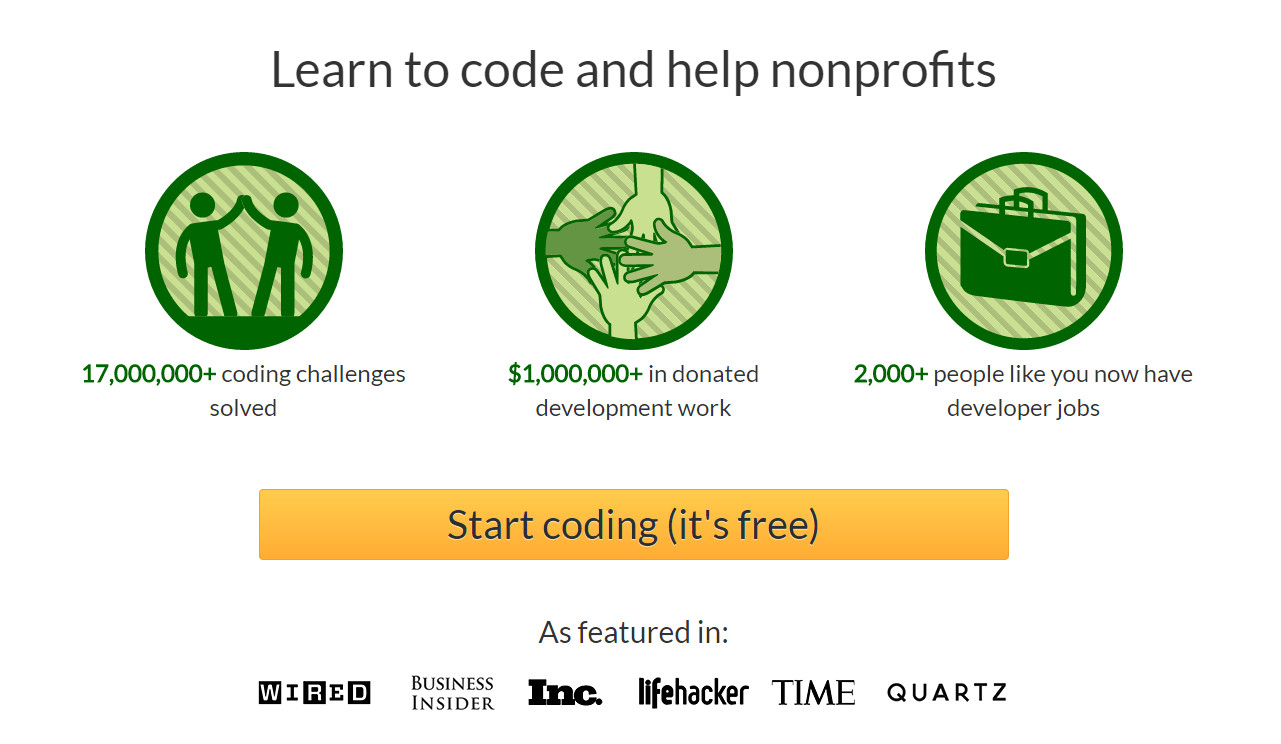 Learn to code and help nonprofits
17,000,000+ coding challenges
solved
$1,000,000+ in donated
development work
2,000+ people like you now have
developer jobs
Start coding (it's free)
As featured in:
WIRED
BUSINESS
INSIDER
Inc.
lifehacker
TIME
QUARTZ